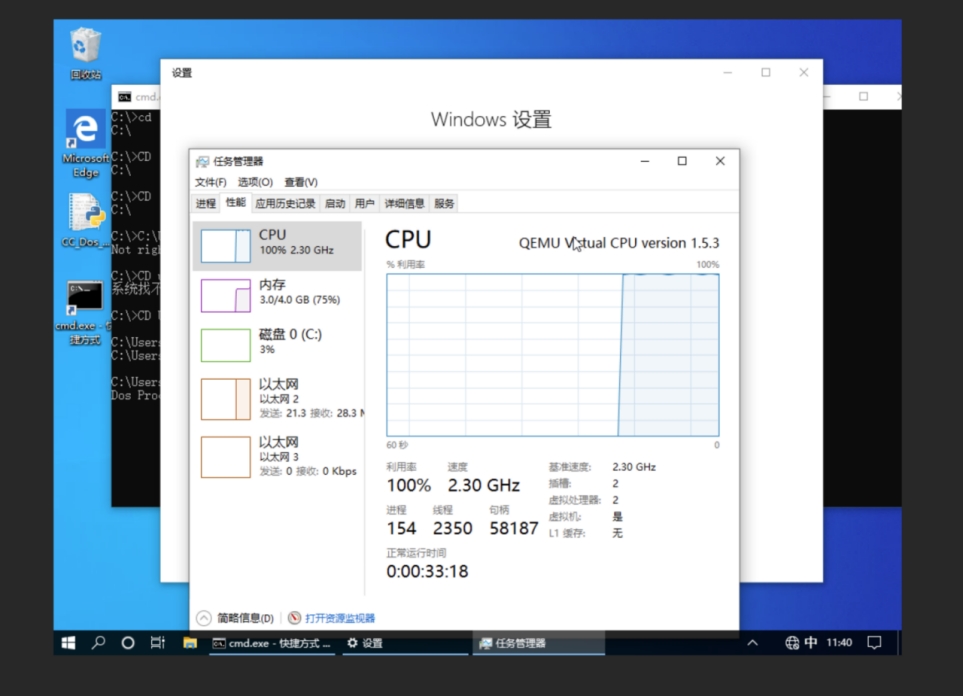 回收站
设置
Windows 设置
cmd.
C:\>cd
C:\
Microsoft
Edge
C:\>CD
C:\
C:\>CD
C:\
CC_Dos_...
C:\>C:\
Not rig
C:\>CD
系统找不
cmd.exe - 快
捷方式
C:\>CD
C:\User
C:\User
C:\User
Dos Pro
任务管理器
文件(F) 选项(O) 查看(V)
进程 性能 应用历史记录 启动 用户 详细信息 服务
CPU
100% 2.30 GHz
内存
3.0/4.0 GB (75%)
磁盘 0 (C:)
3%
以太网
以太网 2
发送: 21.3 接收: 28.3 M
以太网
以太网 3
发送: 0 接收: 0 Kbps
CPU
QEMU Virtual CPU version 1.5.3
% 利用率 100%
60 秒 0
利用率 速度
100% 2.30 GHz
进程 线程 句柄
154 2350 58187
正常运行时间
0:00:33:18
基准速度: 2.30 GHz
插槽: 2
虚拟处理器: 2
虚拟机: 是
L1 缓存: 无
简略信息(D) 打开资源监视器
cmd.exe - 快捷方式 ... 设置 任务管理器 中 11:40